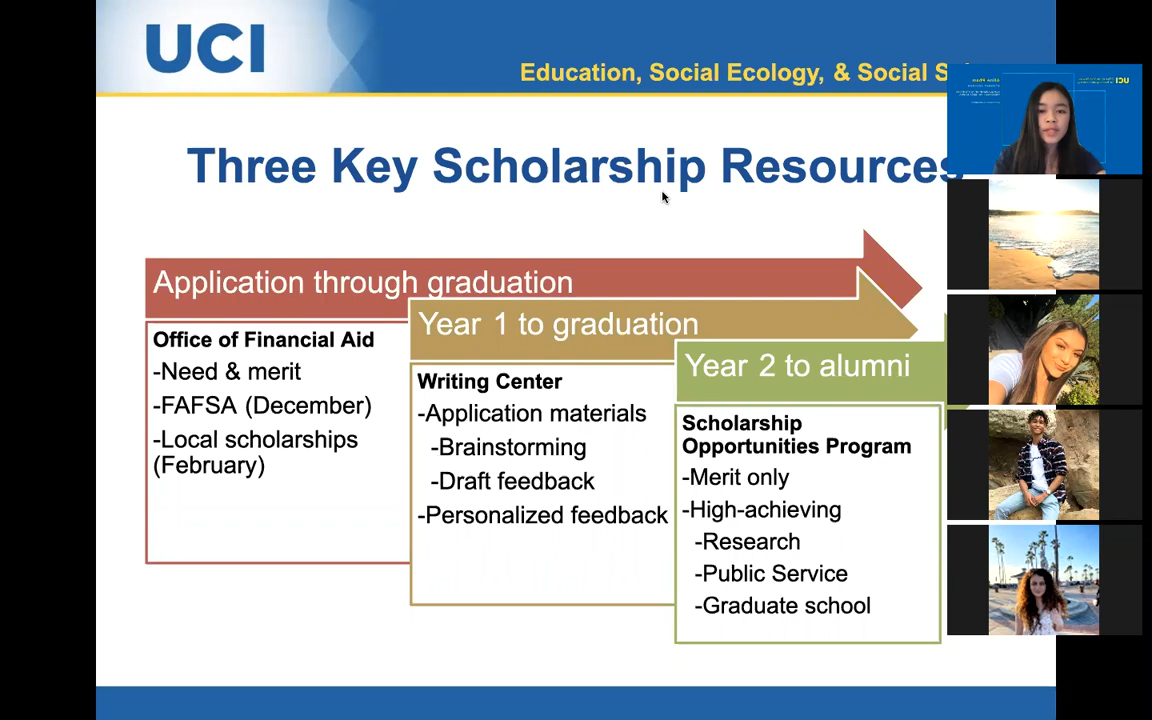 UCI
Education, Social Ecology, & Social
Three Key Scholarship Resources
Application through graduation
Office of Financial Aid
-Need & merit
-FAFSA (December)
-Local scholarships
(February)
Year 1 to graduation
Writing Center
-Application materials
-Brainstorming
-Draft feedback
-Personalized feedback
Year 2 to alumni
Scholarship
Opportunities Program
-Merit only
-High-achieving
-Research
-Public Service
-Graduate school